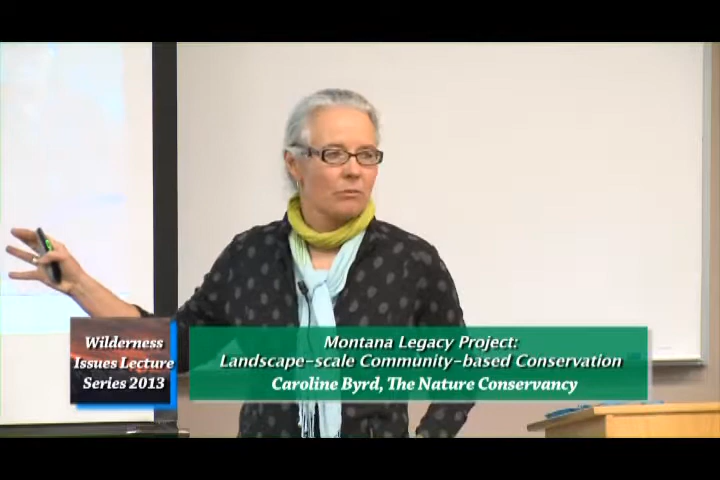 Wilderness
Issues Lecture
Series 2013
Montana Legacy Project:
Landscape-scale Community-based Conservation
Caroline Byrd, The Nature Conservancy